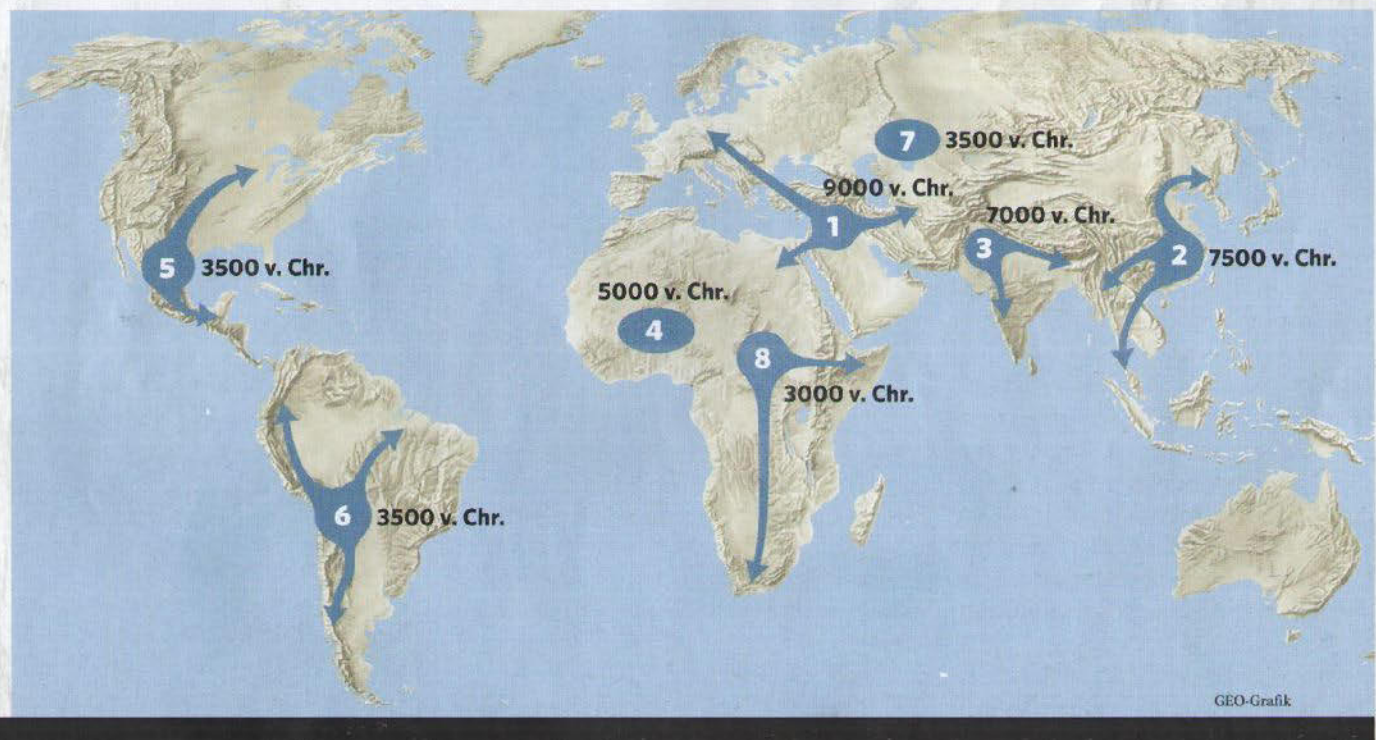 7 3500 v. Chr.
9000 v. Chr.
1
7000 v. Chr.
3
2 7500 v. Chr.
5 3500 v. Chr.
5000 v. Chr.
4
8
3000 v. Chr.
6 3500 v. Chr.
GEO-Grafik